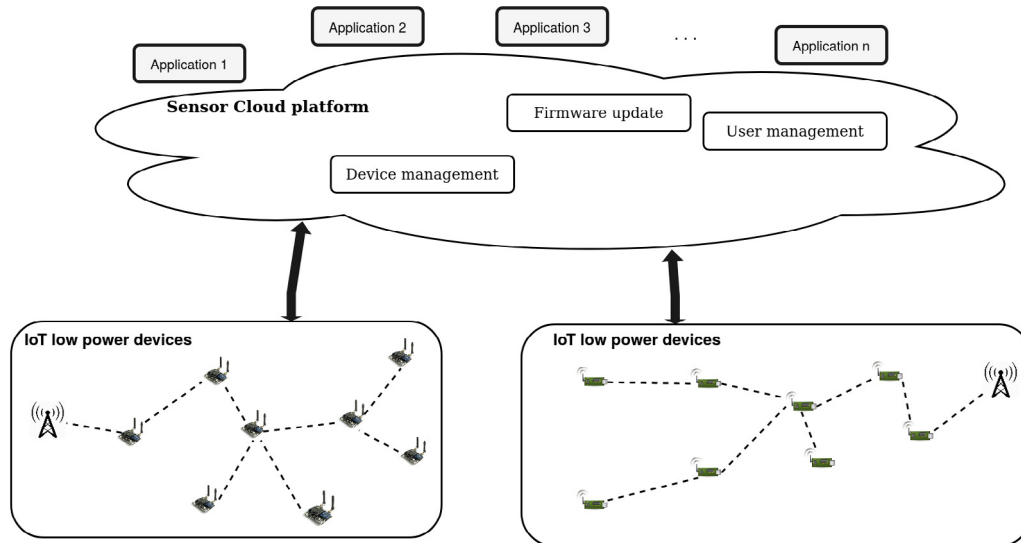 Application 1
Application 2
Application 3
. . .
Application n
Sensor Cloud platform
Firmware update
User management
Device management
IoT low power devices
IoT low power devices